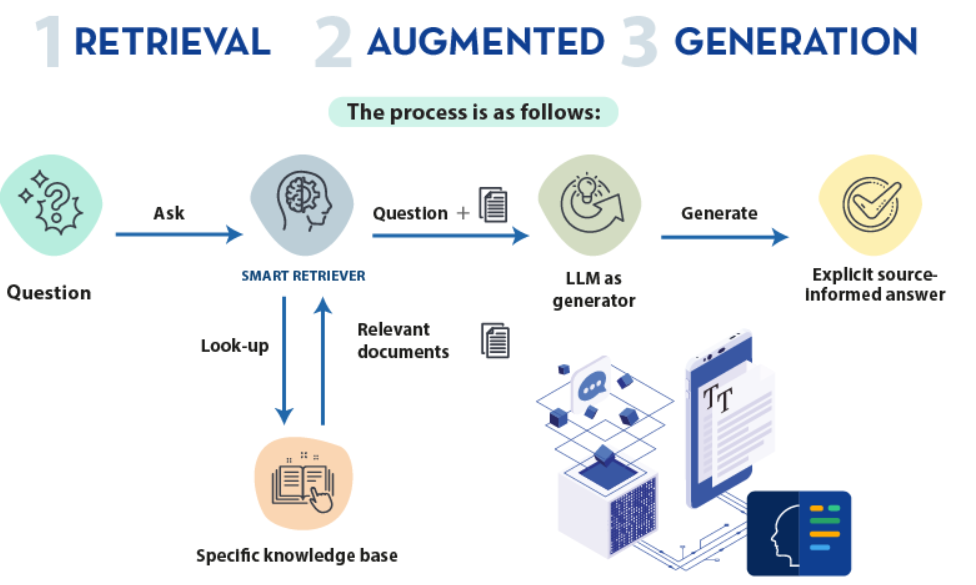 1 RETRIEVAL 2 AUGMENTED 3 GENERATION
The process is as follows:
Ask
Question +
Generate
Question
SMART RETRIEVER
LLM as
generator
Explicit source-
informed answer
Look-up
Relevant
documents
TT
Specific knowledge base